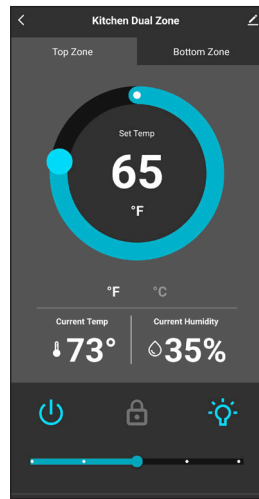 Kitchen Dual Zone
Top Zone Bottom Zone
Set Temp
65
°F
°F °C
Current Temp Current Humidity
73° 35%